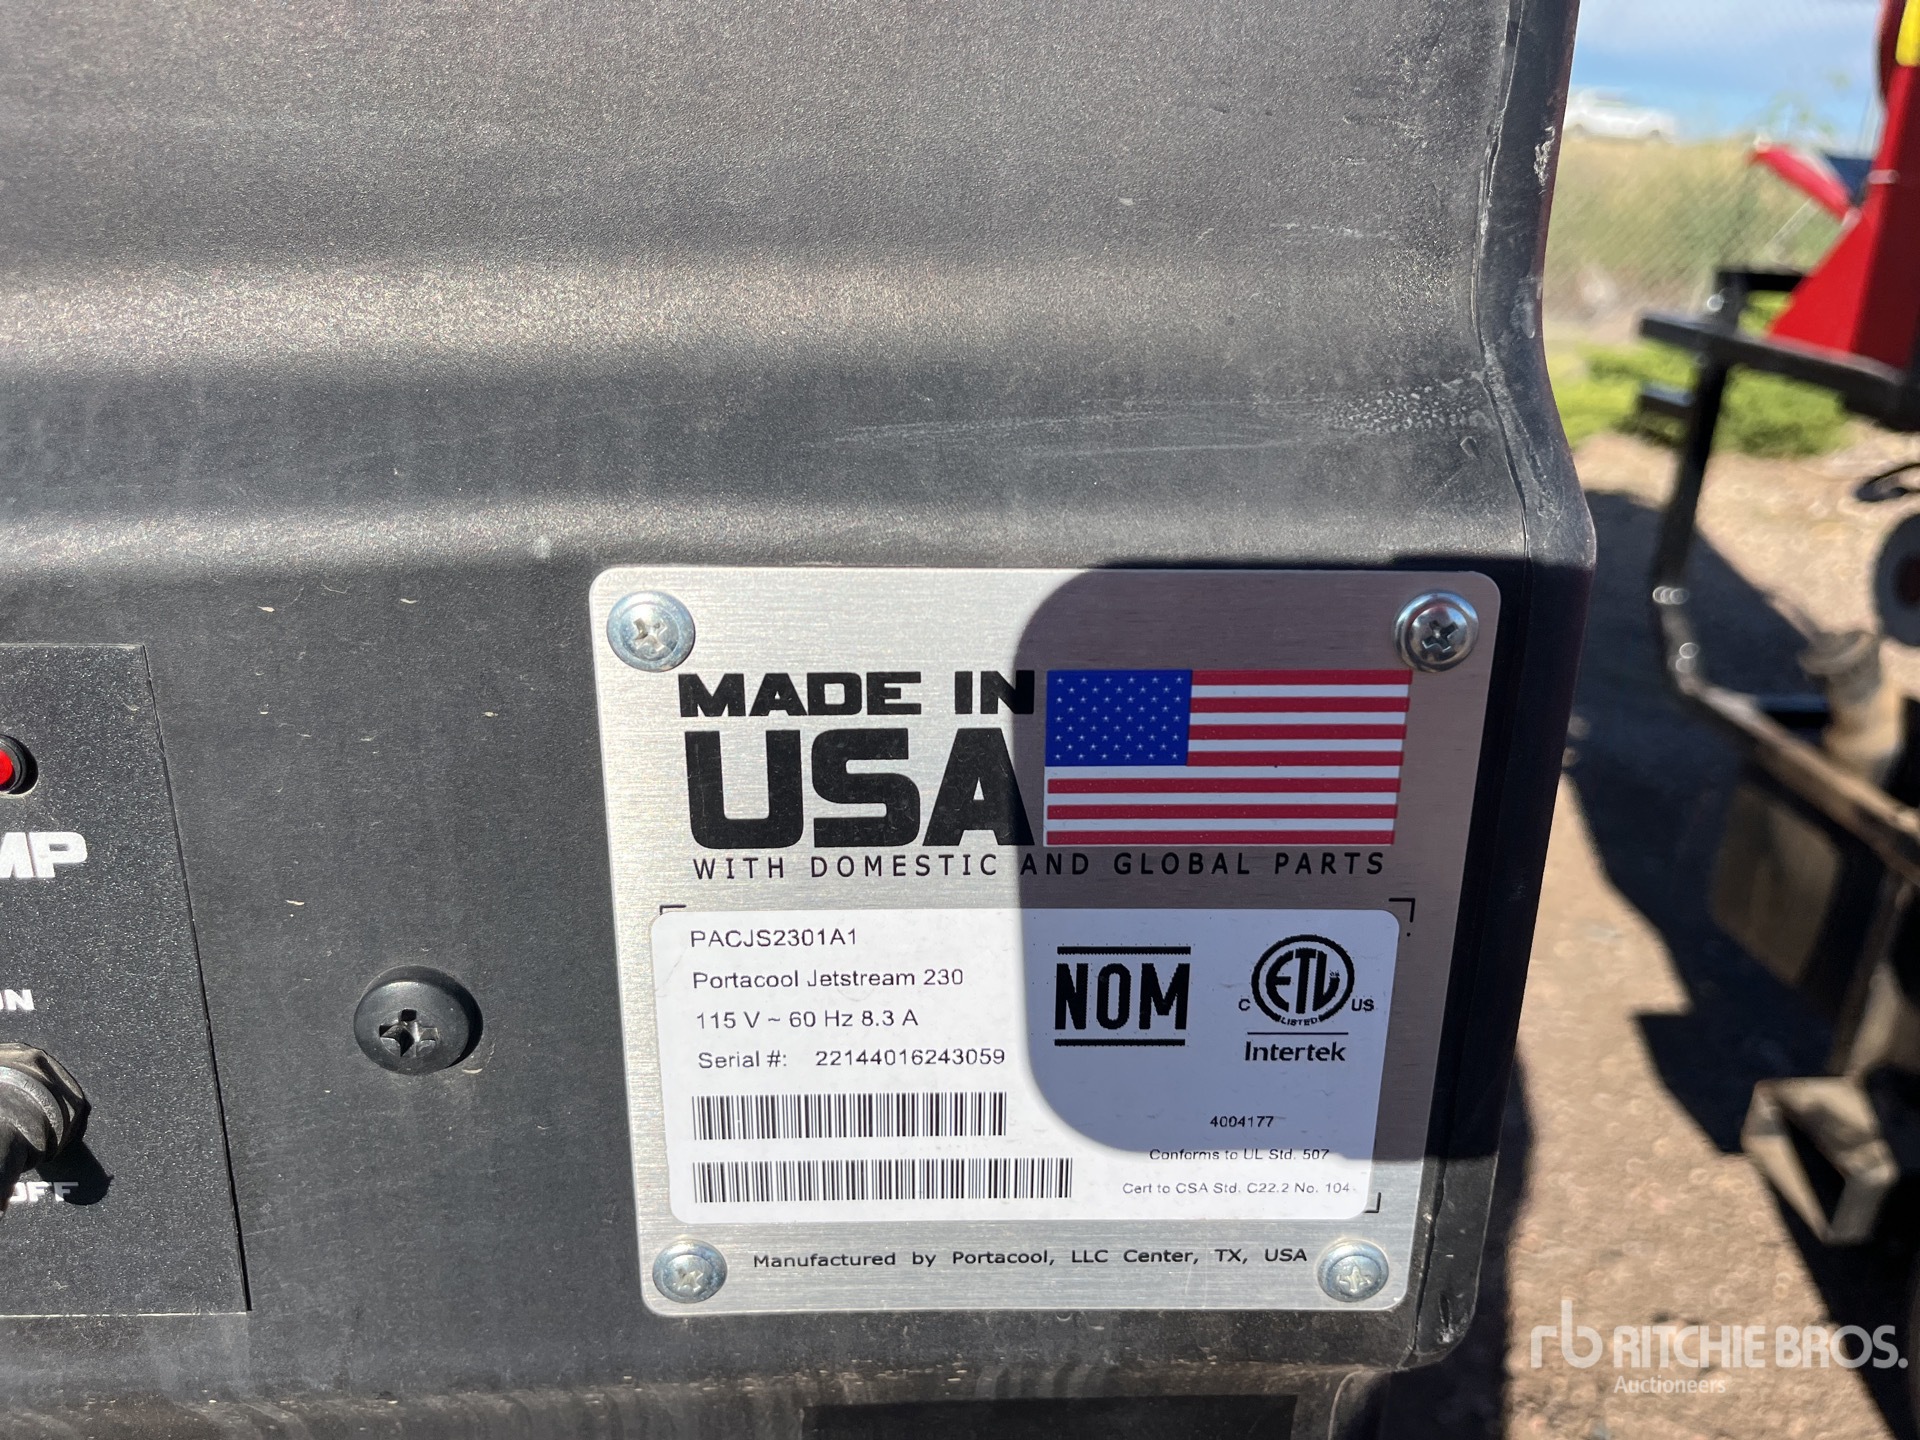 MADE IN
USA
WITH DOMESTIC AND GLOBAL PARTS
PACJS2301A1
Portacool Jetstream 230
115 V ~ 60 Hz 8.3 A
Serial #: 22144016243059
NOM
C ETL US
LISTED
Intertek
4004177
Conforms to UL Std. 507
Cert to CSA Std. C22.2 No. 104
Manufactured by Portacool, LLC Center, TX, USA
MP
ON
OFF
rb RITCHIE BROS.
Auctioneers